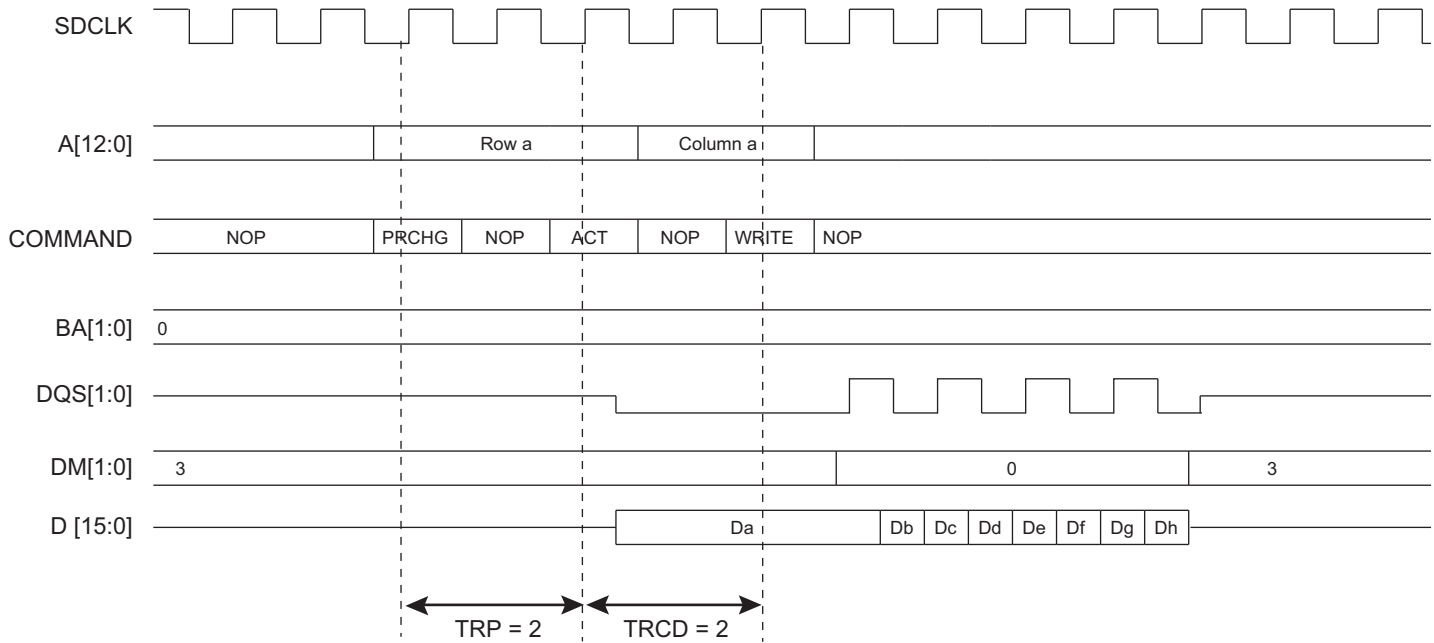 SDCLK
A[12:0] Row a Column a
COMMAND NOP PRCHG NOP ACT NOP WRITE NOP
BA[1:0] 0
DQS[1:0]
DM[1:0] 3 0 3
D [15:0] Da Db Dc Dd De Df Dg Dh
TRP = 2 TRCD = 2